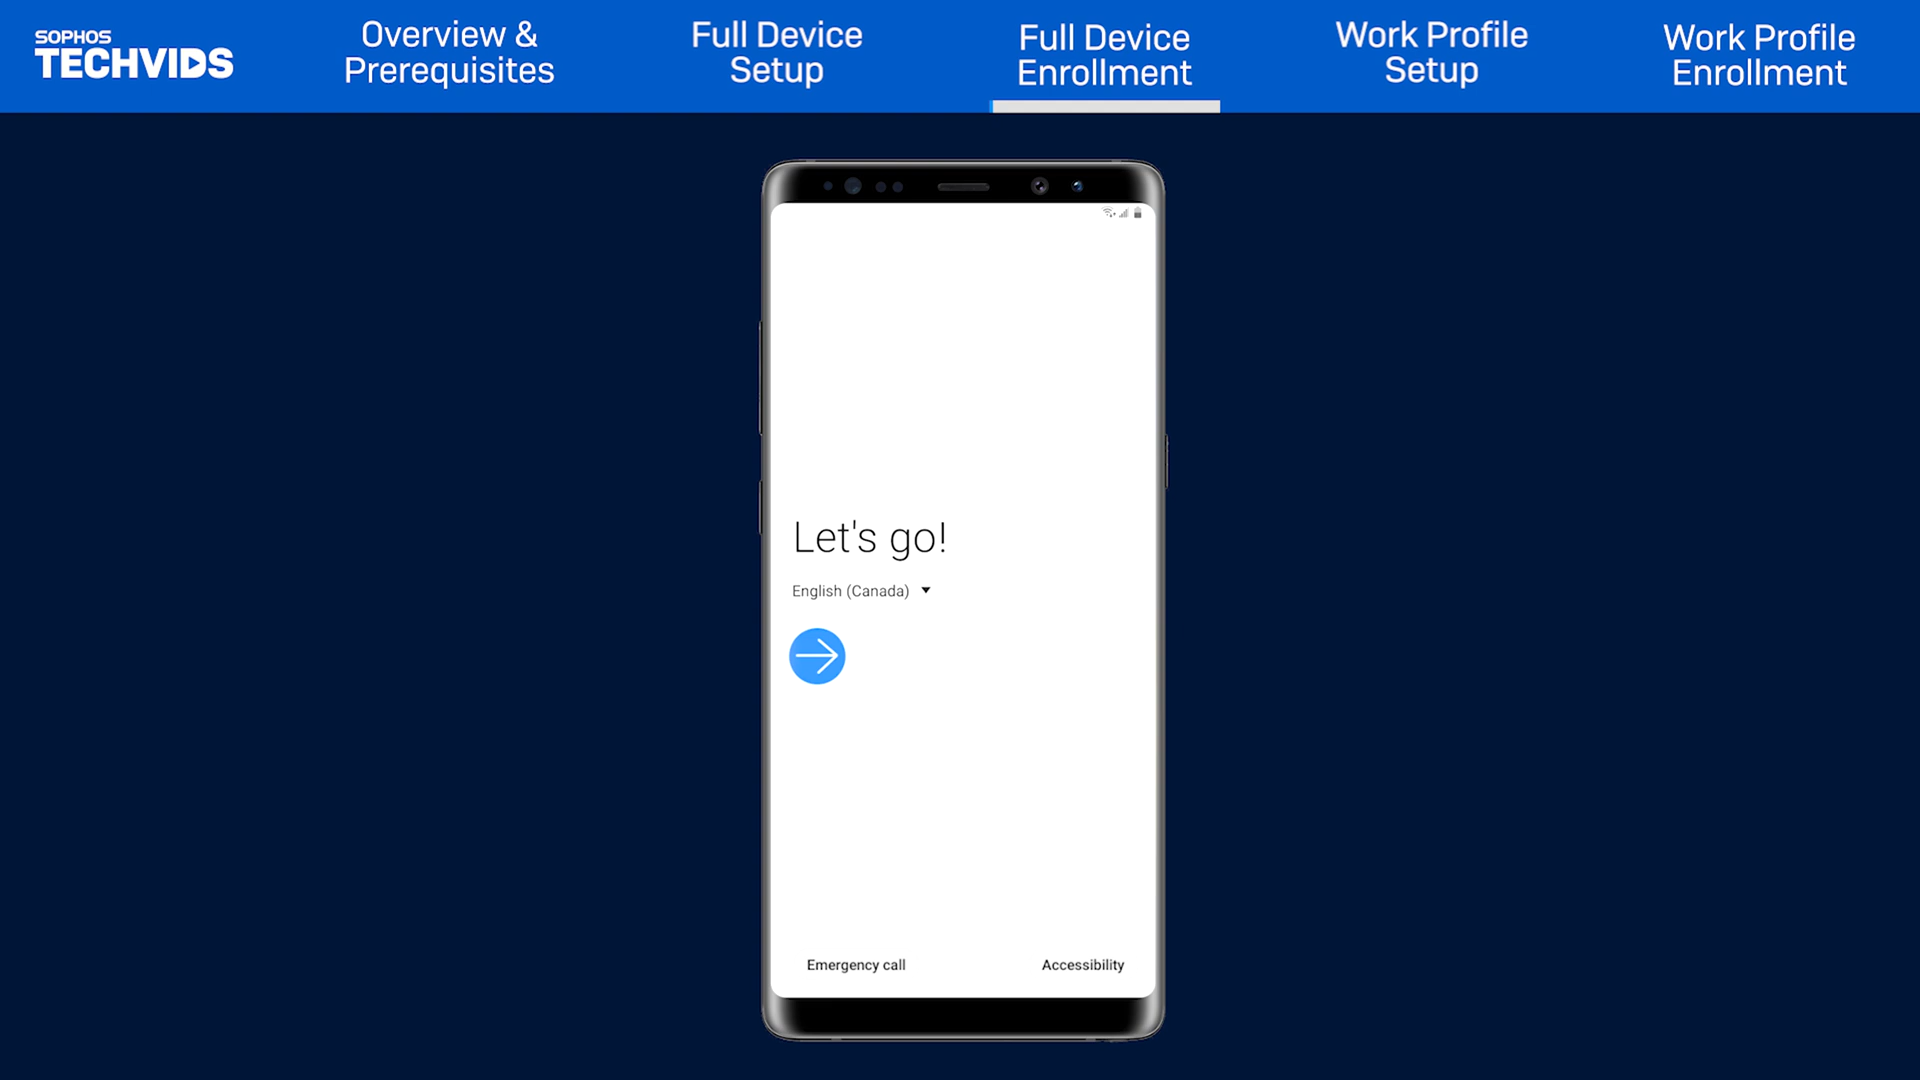 SOPHOS
TECHVIDS
Overview &
Prerequisites
Full Device
Setup
Full Device
Enrollment
Work Profile
Setup
Work Profile
Enrollment
Let's go!
English (Canada)
Emergency call
Accessibility